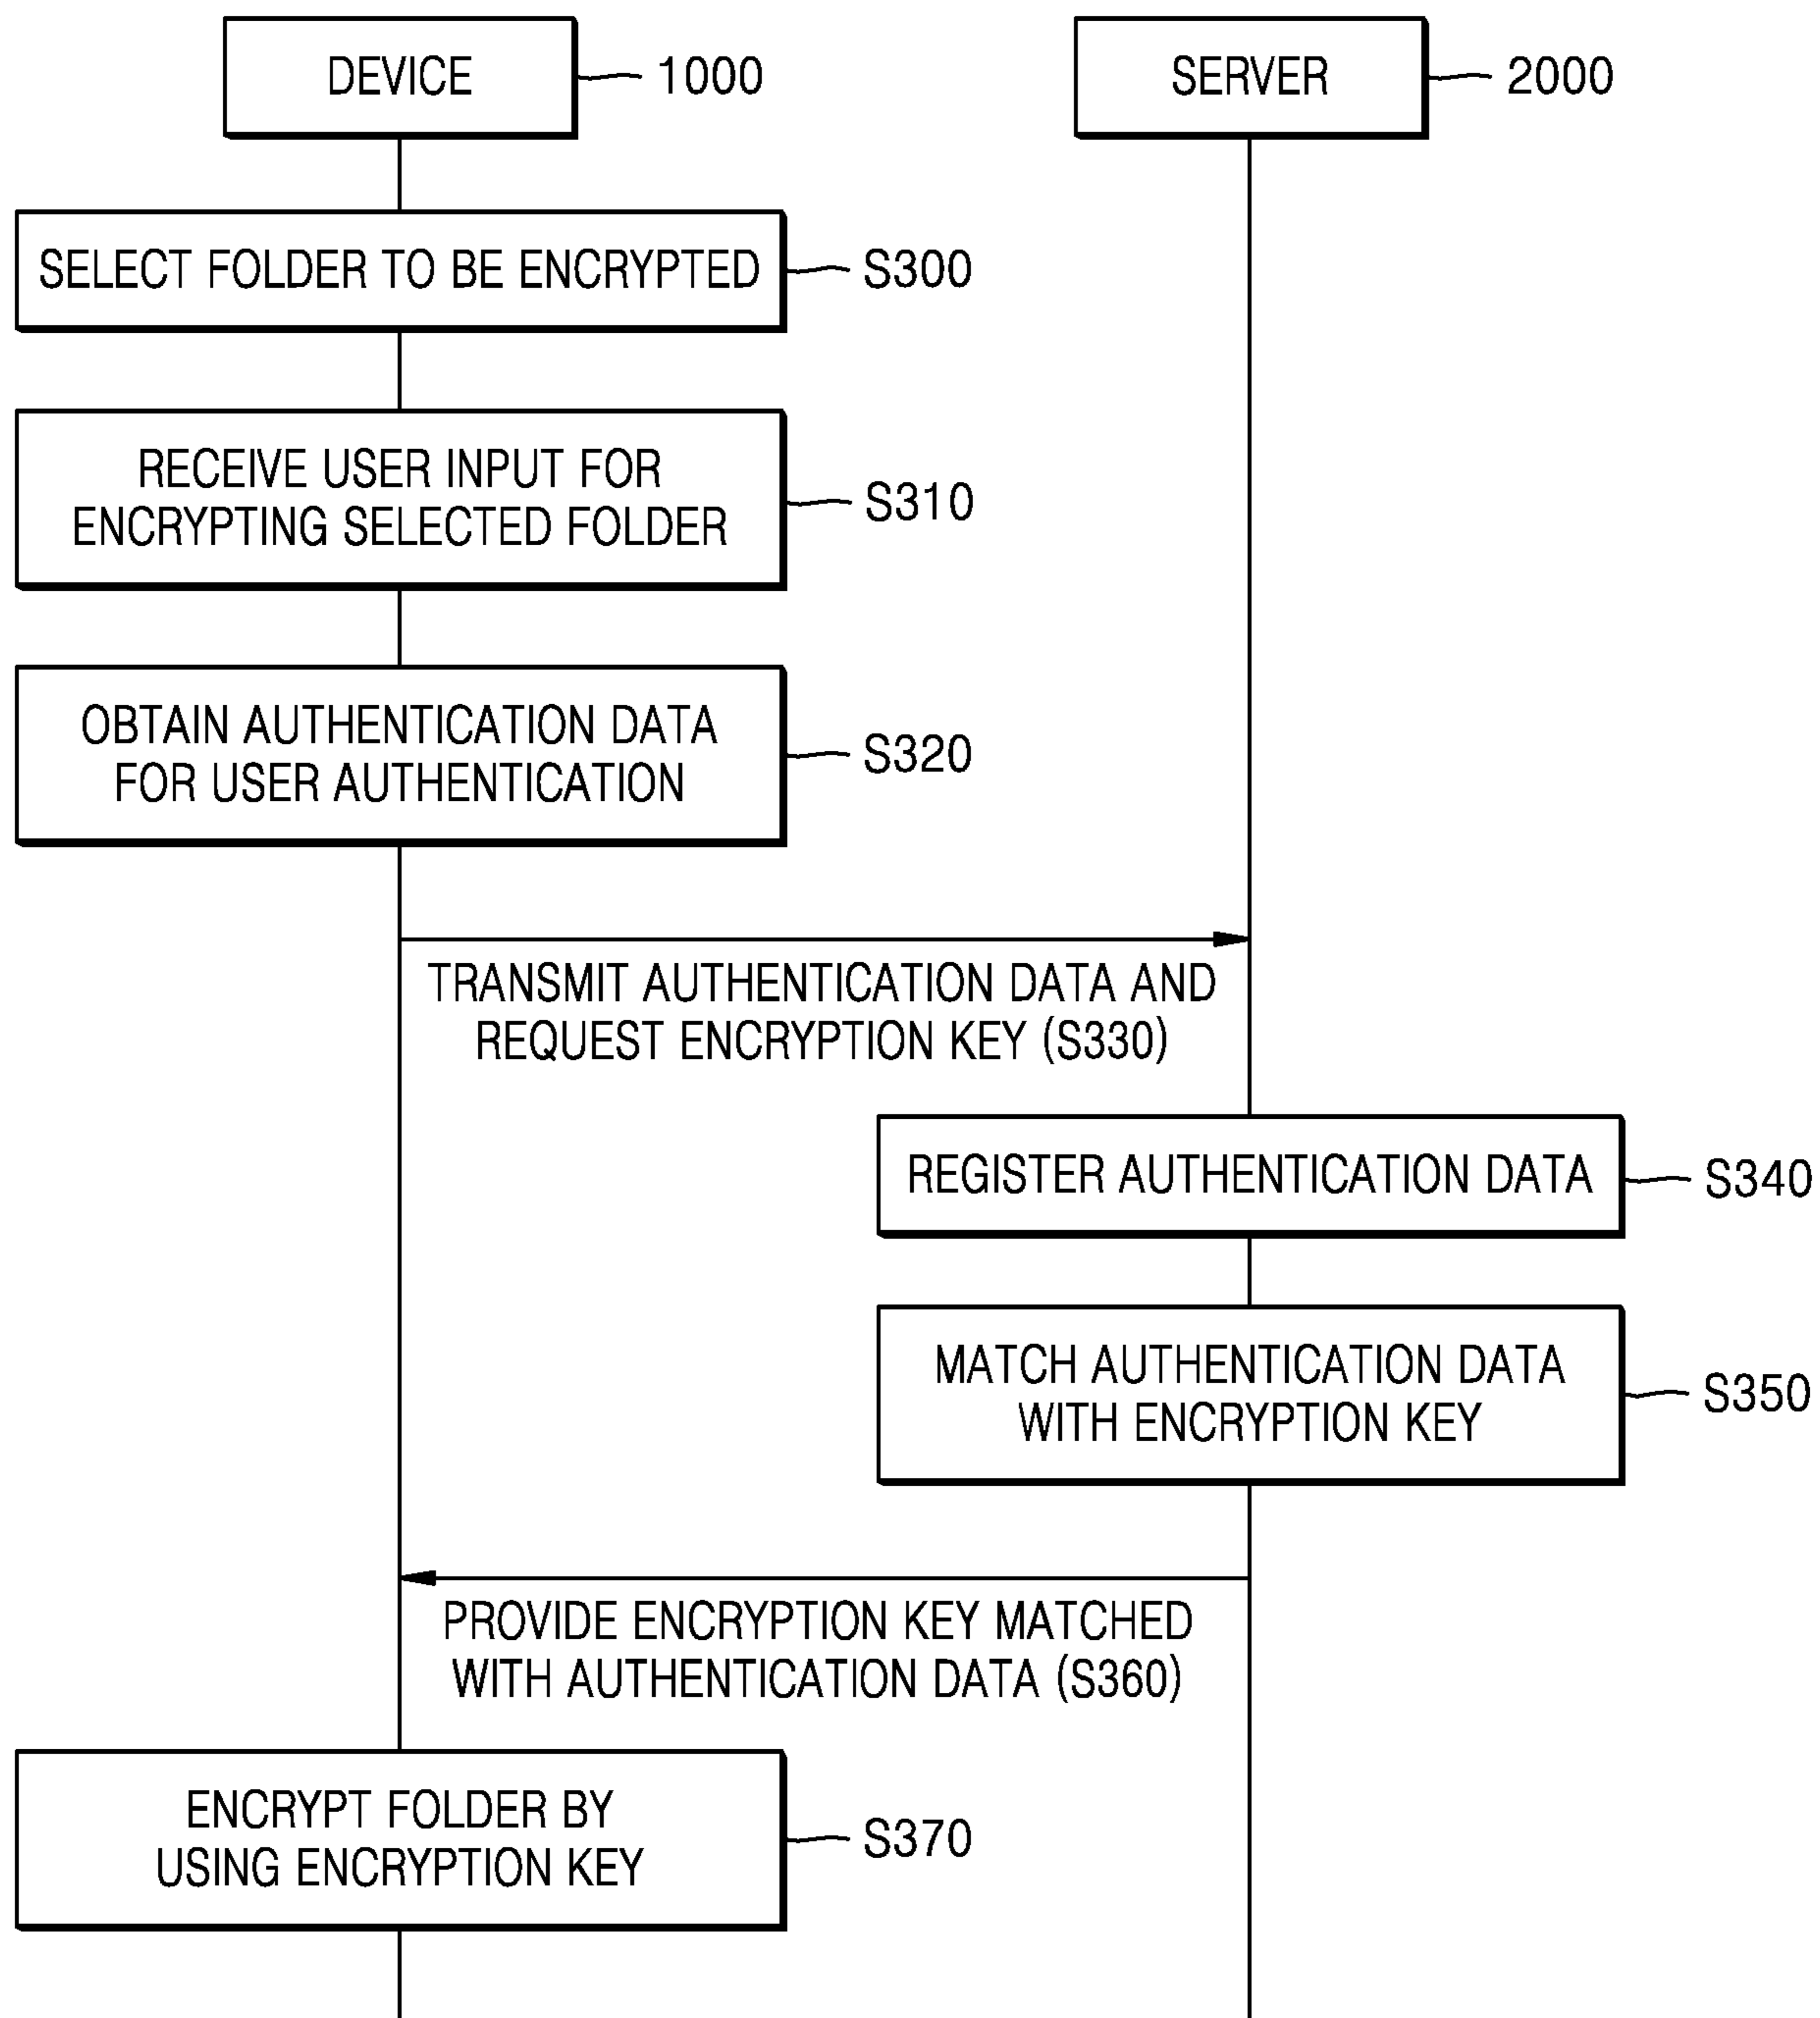 DEVICE
1000
SERVER
2000
SELECT FOLDER TO BE ENCRYPTED
S300
RECEIVE USER INPUT FOR
ENCRYPTING SELECTED FOLDER
S310
OBTAIN AUTHENTICATION DATA
FOR USER AUTHENTICATION
S320
TRANSMIT AUTHENTICATION DATA AND
REQUEST ENCRYPTION KEY (S330)
REGISTER AUTHENTICATION DATA
S340
MATCH AUTHENTICATION DATA
WITH ENCRYPTION KEY
S350
PROVIDE ENCRYPTION KEY MATCHED
WITH AUTHENTICATION DATA (S360)
ENCRYPT FOLDER BY
USING ENCRYPTION KEY
S370